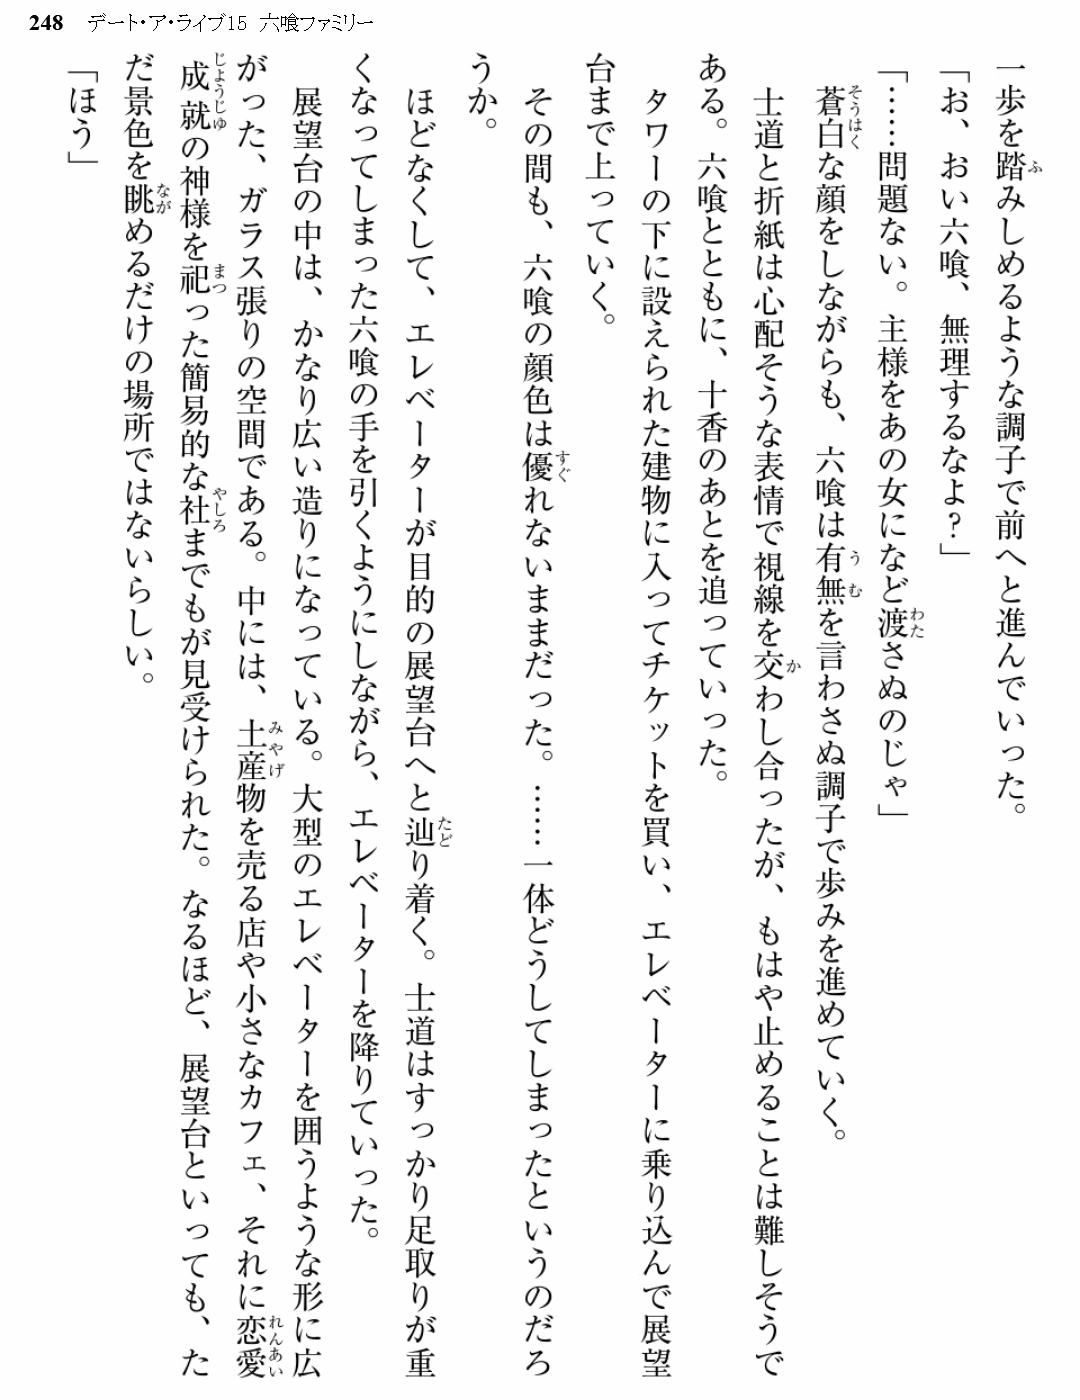 248 デート・ア・ライブ15 六喰ファミリー
一歩を踏みしめるような調子で前へと進んでいった。
「お、おい六喰、無理するなよ？」
「……問題ない。主様をあの女になど渡さぬのじゃ」
蒼白な顔をしながらも、六喰は有無を言わさぬ調子で歩みを進めていく。
士道と折紙は心配そうな表情で視線を交わし合ったが、もはや止めることは難しそうで
ある。六喰とともに、十香のあとを追っていった。
タワーの下に設えられた建物に入ってチケットを買い、エレベーターに乗り込んで展望
台まで上っていく。
その間も、六喰の顔色は優れないままだった。……一体どうしてしまったというのだろ
うか。
ほどなくして、エレベーターが目的の展望台へと辿り着く。士道はすっかり足取りが重
くなってしまった六喰の手を引くようにしながら、エレベーターを降りていった。
展望台の中は、かなり広い造りになっている。大型のエレベーターを囲うような形に広
がった、ガラス張りの空間である。中には、土産物を売る店や小さなカフェ、それに恋愛
成就の神様を祀った簡易的な社までもが見受けられた。なるほど、展望台といっても、た
だ景色を眺めるだけの場所ではないらしい。
「ほう」